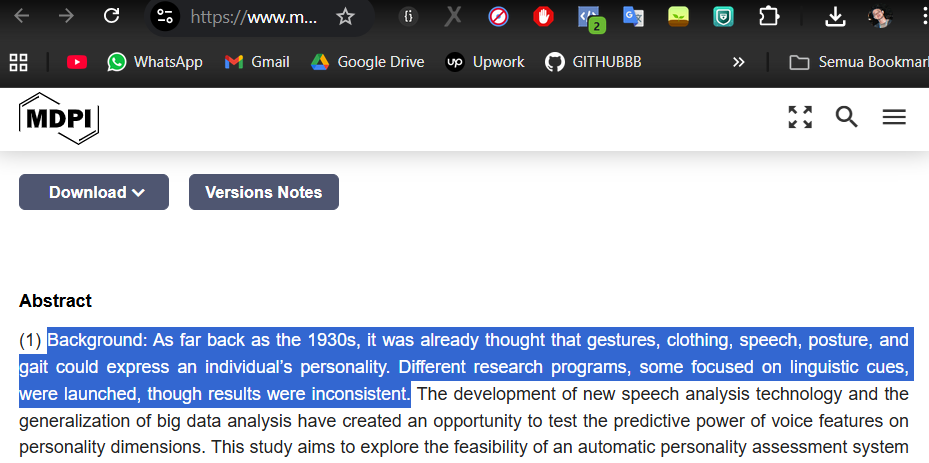 https://www.m...
2
WhatsApp
Gmail
Google Drive
up Upwork
GITHUBBB
»
Semua Bookmar
MDPI
Download
Versions Notes
Abstract
(1) Background: As far back as the 1930s, it was already thought that gestures, clothing, speech, posture, and
gait could express an individual’s personality. Different research programs, some focused on linguistic cues,
were launched, though results were inconsistent. The development of new speech analysis technology and the
generalization of big data analysis have created an opportunity to test the predictive power of voice features on
personality dimensions. This study aims to explore the feasibility of an automatic personality assessment system